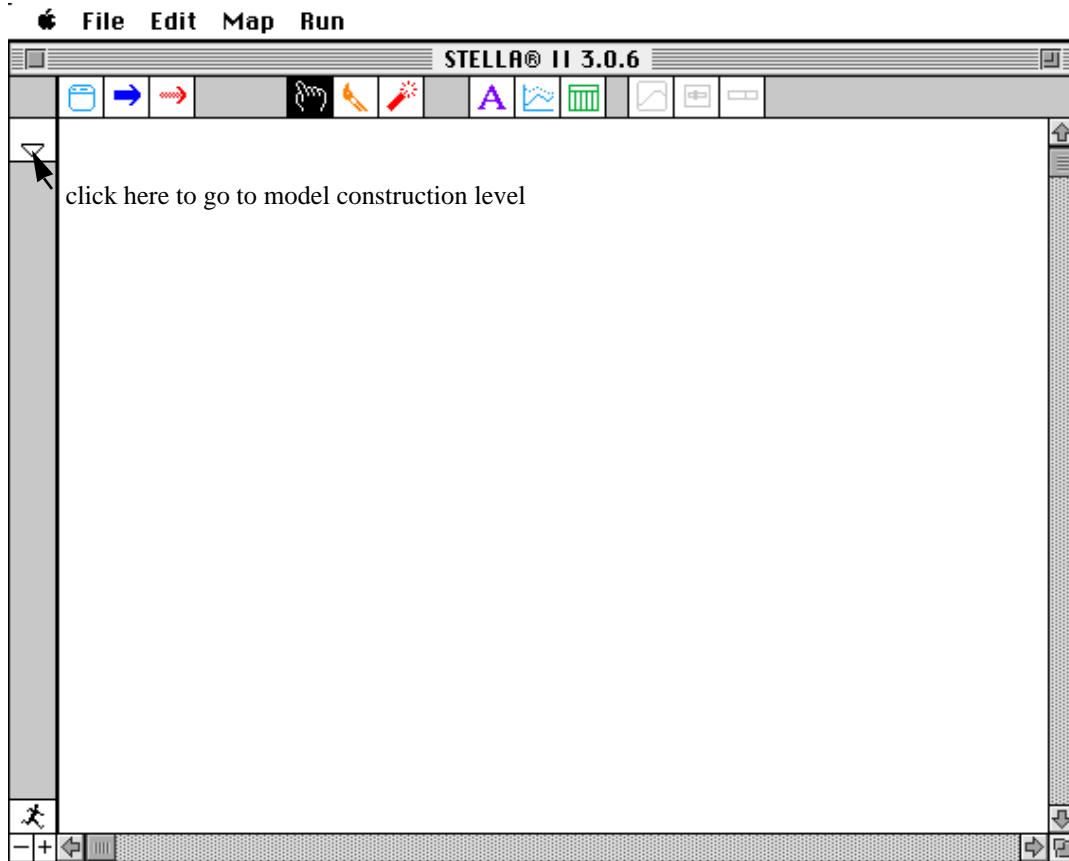 File Edit Map Run
STELLA® II 3.0.6
A
click here to go to model construction level